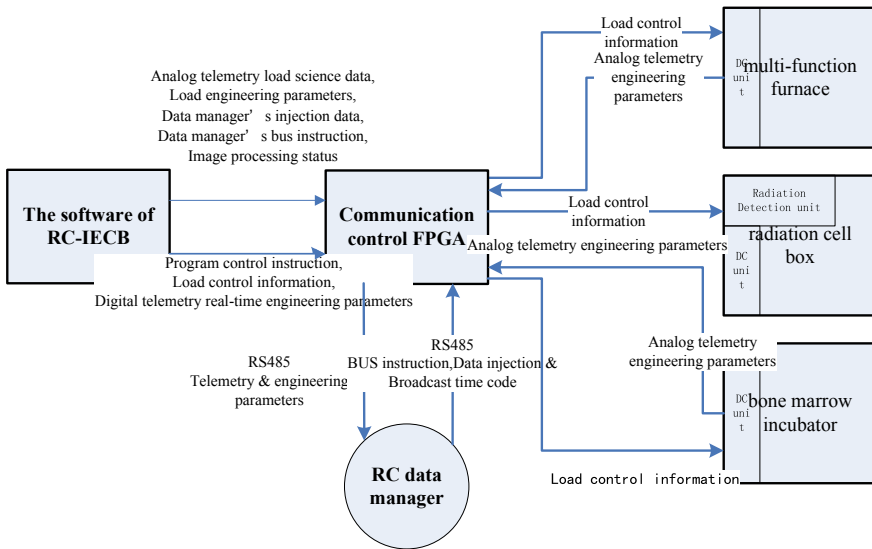 Load control
information
Analog telemetry
engineering
parameters
DC
uni
t
multi-function
furnace
Analog telemetry load science data,
Load engineering parameters,
Data manager’s injection data,
Data manager’s bus instruction,
Image processing status
The software of
RC-IECB
Communication
control FPGA
Load control
information
Radiation
Detection unit
radiation cell
box
DC
uni
t
Analog telemetry engineering parameters
Program control instruction,
Load control information,
Digital telemetry real-time engineering parameters
RS485
Telemetry & engineering
parameters
RS485
BUS instruction,Data injection &
Broadcast time code
Analog telemetry
engineering parameters
DC
uni
t
bone marrow
incubator
RC data
manager
Load control information